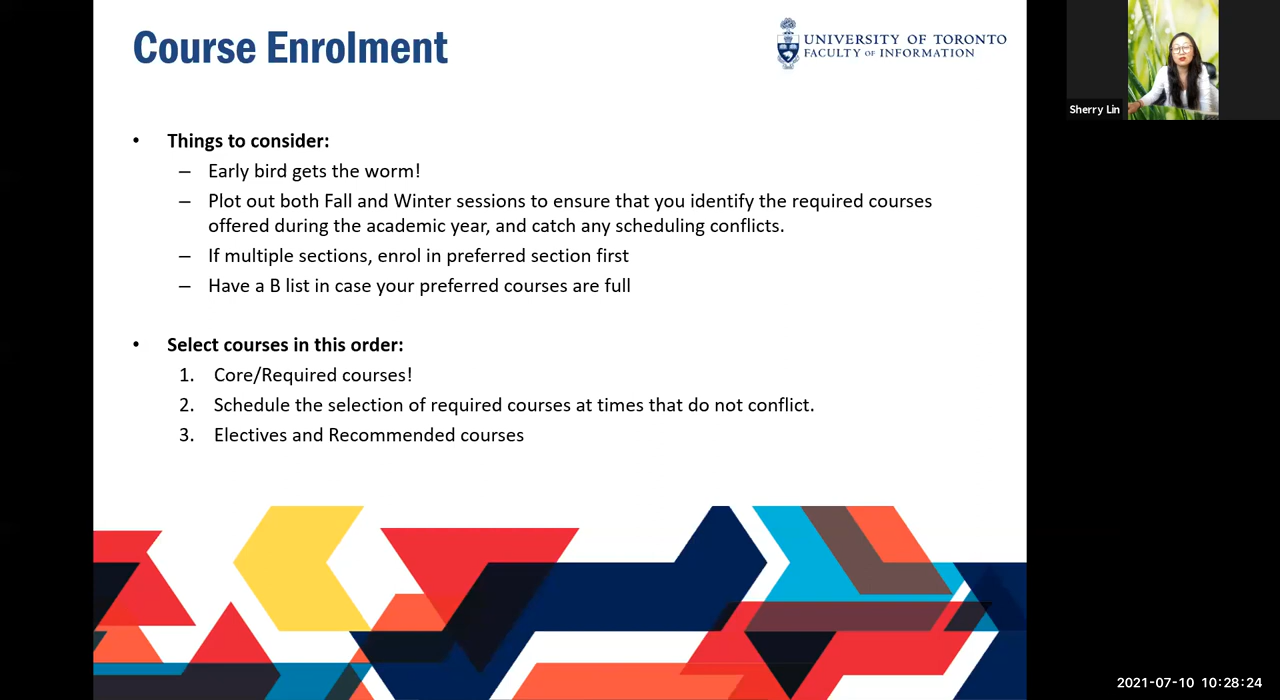 Course Enrolment
UNIVERSITY OF TORONTO
FACULTY OF INFORMATION
Sherry Lin
• Things to consider:
– Early bird gets the worm!
– Plot out both Fall and Winter sessions to ensure that you identify the required courses
offered during the academic year, and catch any scheduling conflicts.
– If multiple sections, enrol in preferred section first
– Have a B list in case your preferred courses are full
• Select courses in this order:
1. Core/Required courses!
2. Schedule the selection of required courses at times that do not conflict.
3. Electives and Recommended courses
2021-07-10 10:28:24